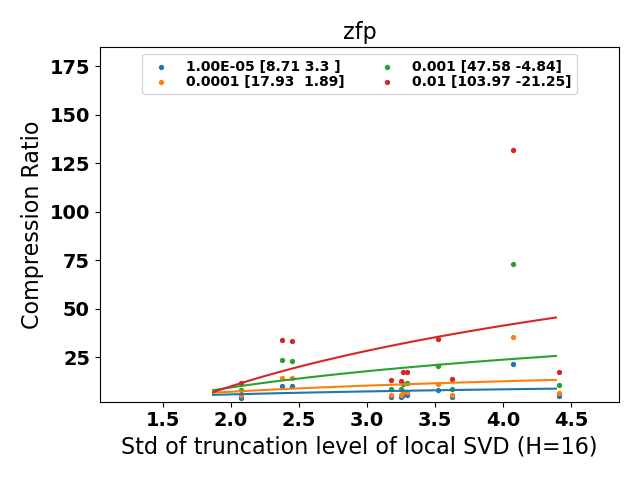 zfp
1.00E-05 [8.71 3.3 ]
0.0001 [17.93  1.89]
0.001 [47.58 -4.84]
0.01 [103.97 -21.25]
Compression Ratio
175
150
125
100
75
50
25
1.5 2.0 2.5 3.0 3.5 4.0 4.5
Std of truncation level of local SVD (H=16)